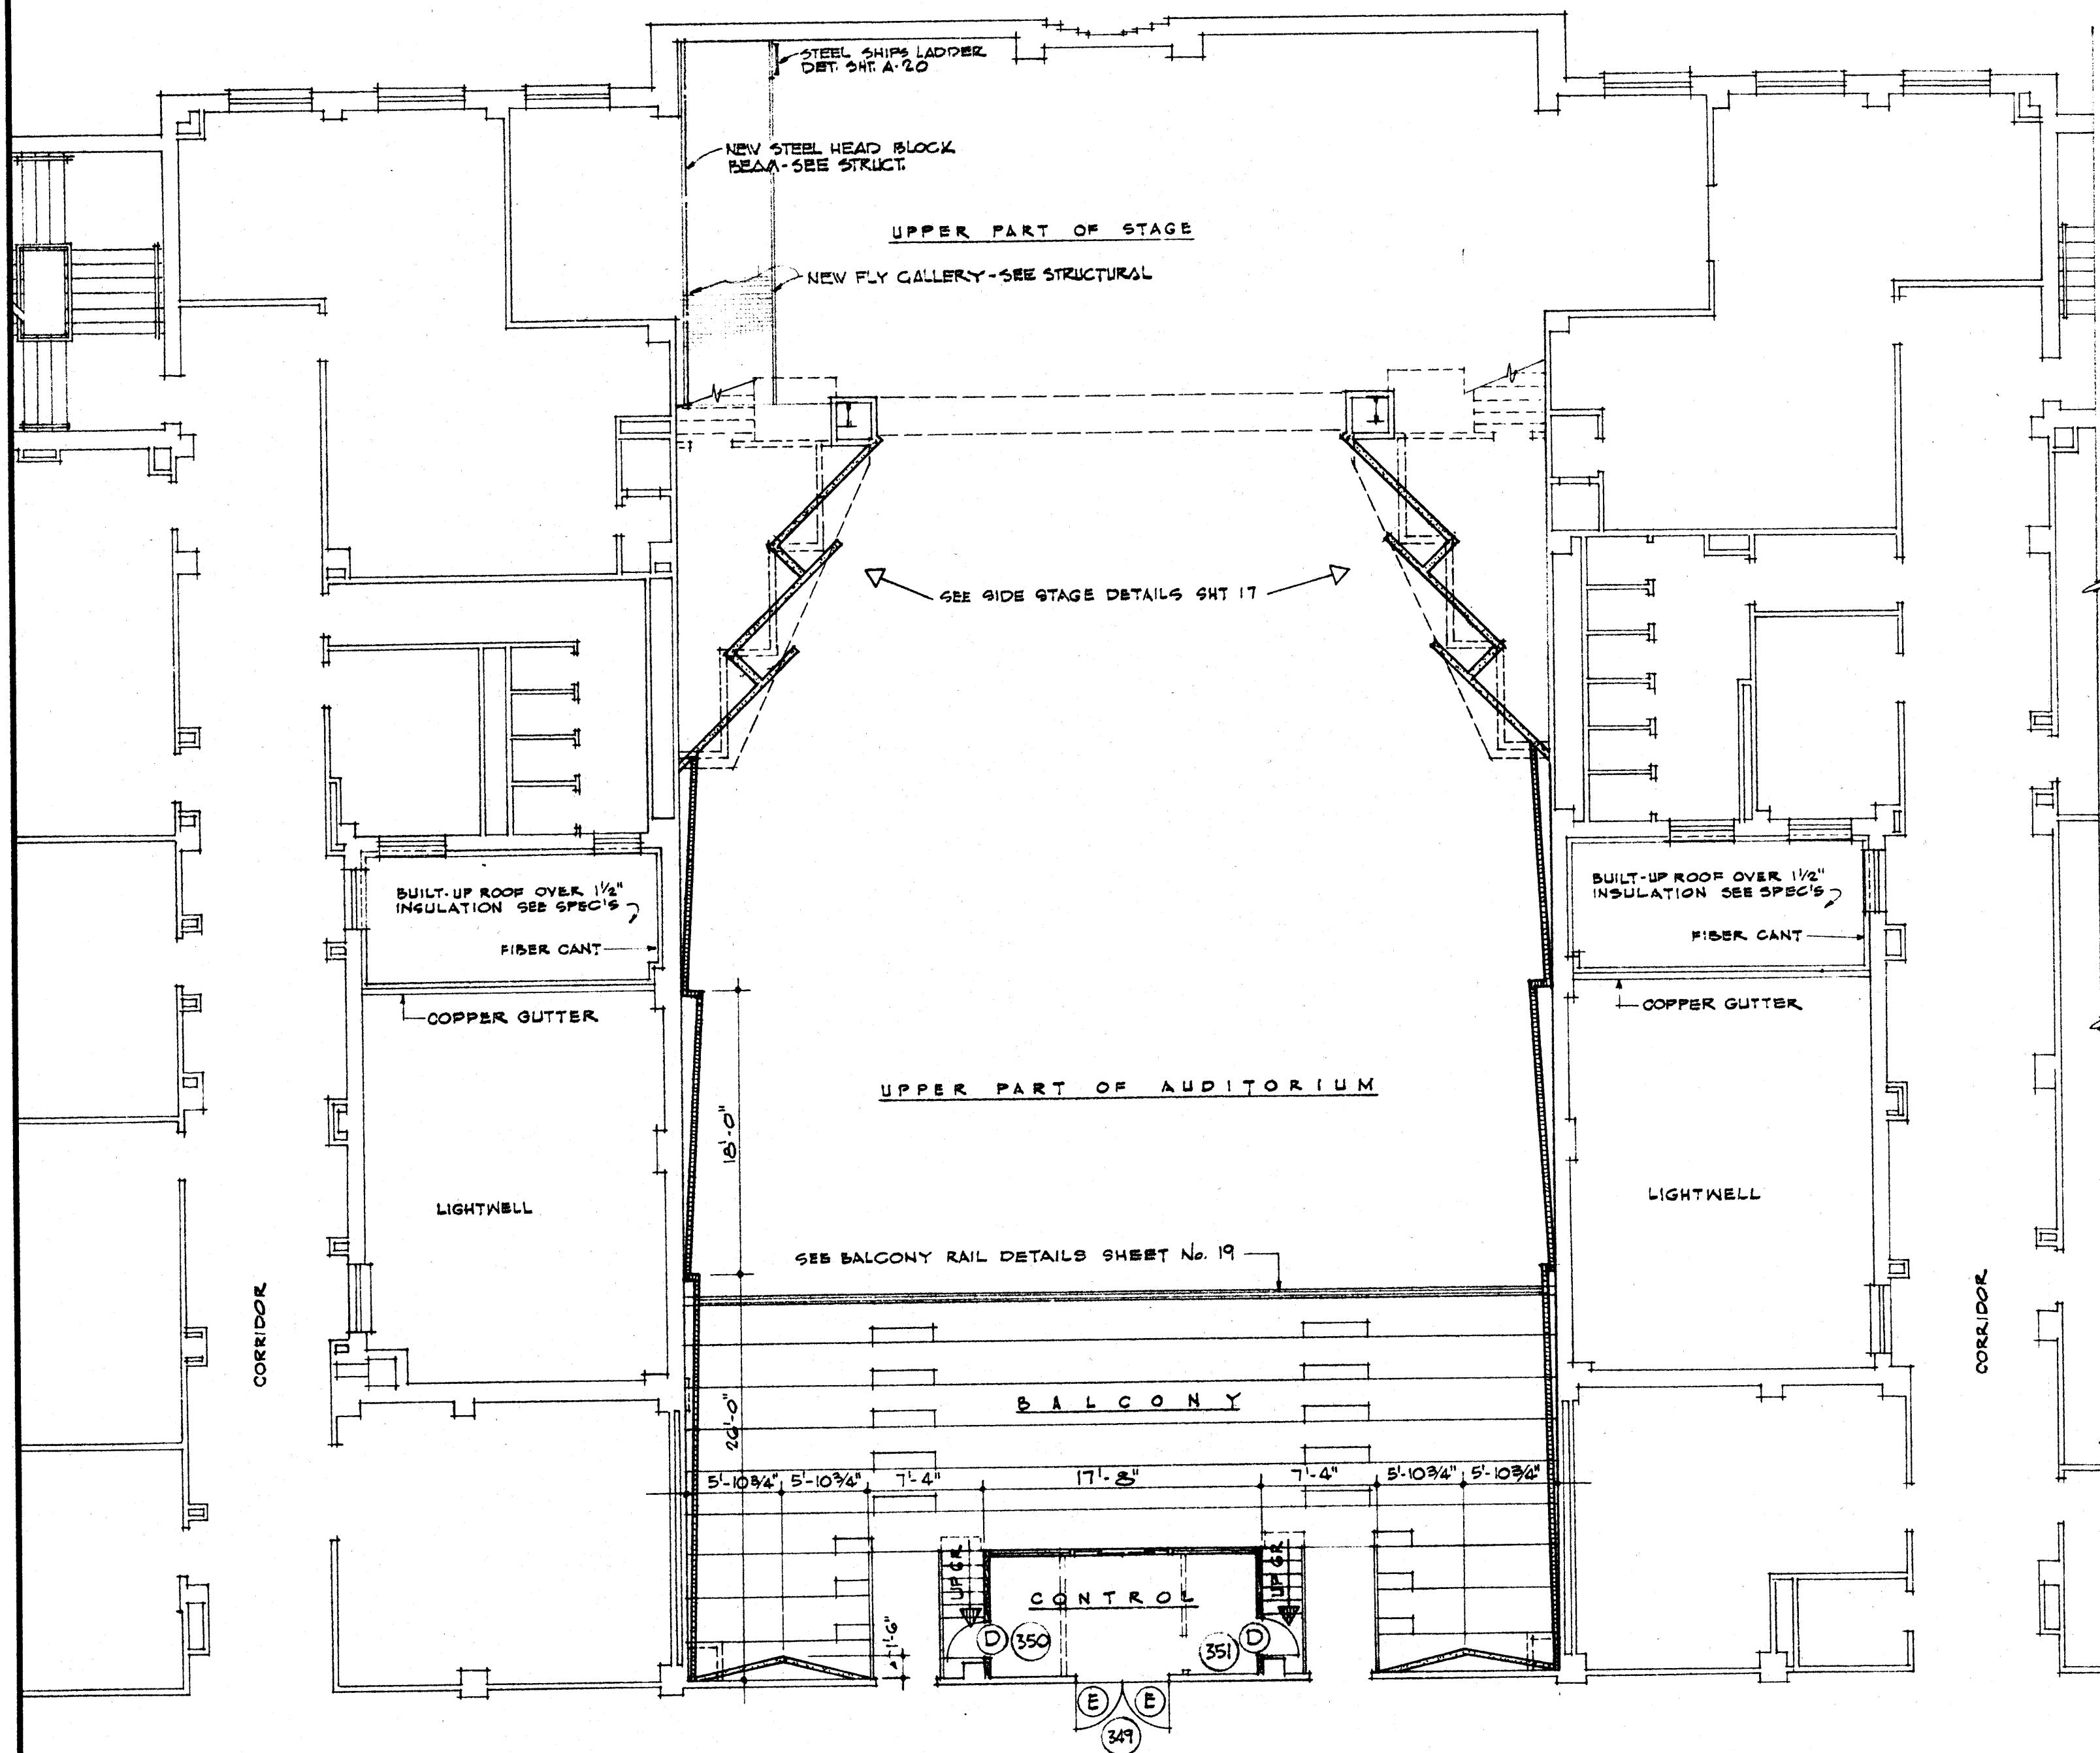 STEEL SHIPS LADDER
DET. SHT. A-20
NEW STEEL HEAD BLOCK
BEAM-SEE STRUCT.
UPPER PART OF STAGE
NEW FLY GALLERY-SEE STRUCTURAL
SEE SIDE STAGE DETAILS SHT 17
BUILT-UP ROOF OVER 1½"
INSULATION SEE SPEC'S
FIBER CANT
COPPER GUTTER
BUILT-UP ROOF OVER 1½"
INSULATION SEE SPEC'S
FIBER CANT
COPPER GUTTER
UPPER PART OF AUDITORIUM
18'-0"
LIGHTWELL
LIGHTWELL
SEE BALCONY RAIL DETAILS SHEET No. 19
CORRIDOR
CORRIDOR
BALCONY
26'-0"
5'-10¾" 5'-10¾" 7'-4" 17'-8" 7'-4" 5'-10¾" 5'-10¾"
UP 6R
UP 6R
CONTROL
1'-6"
D 350
351 D
E E
349